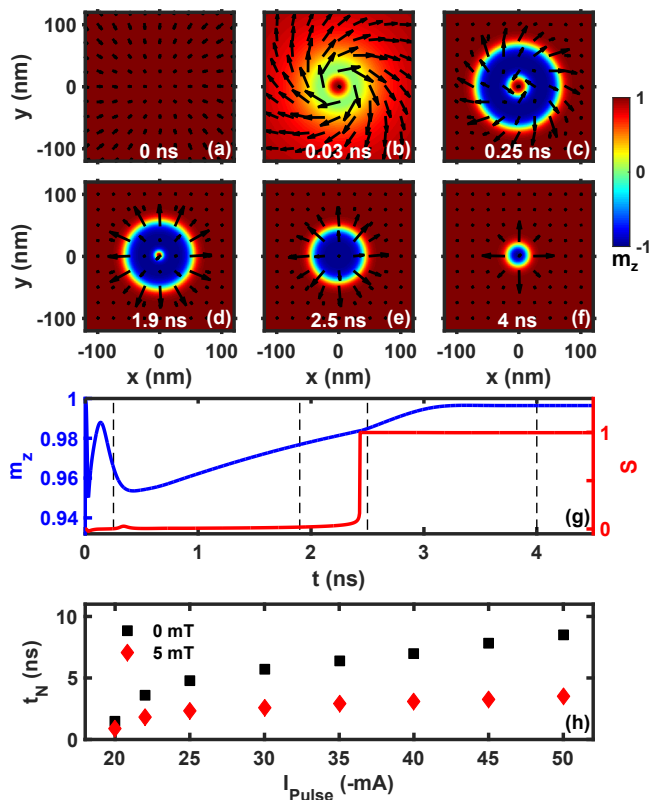 100
0
-100
y (nm)
0 ns
(a)
0.03 ns
(b)
0.25 ns
(c)
1
-1
m_z
100
0
-100
y (nm)
1.9 ns
(d)
2.5 ns
(e)
4 ns
(f)
-100 0 100
-100 0 100
-100 0 100
x (nm)
x (nm)
x (nm)
1
0.98
0.96
0.94
m_z
1
0
S
(g)
0 1 2 3 4
t (ns)
10
5
0
t_N (ns)
0 mT
5 mT
(h)
20 25 30 35 40 45 50
I_Pulse (-mA)